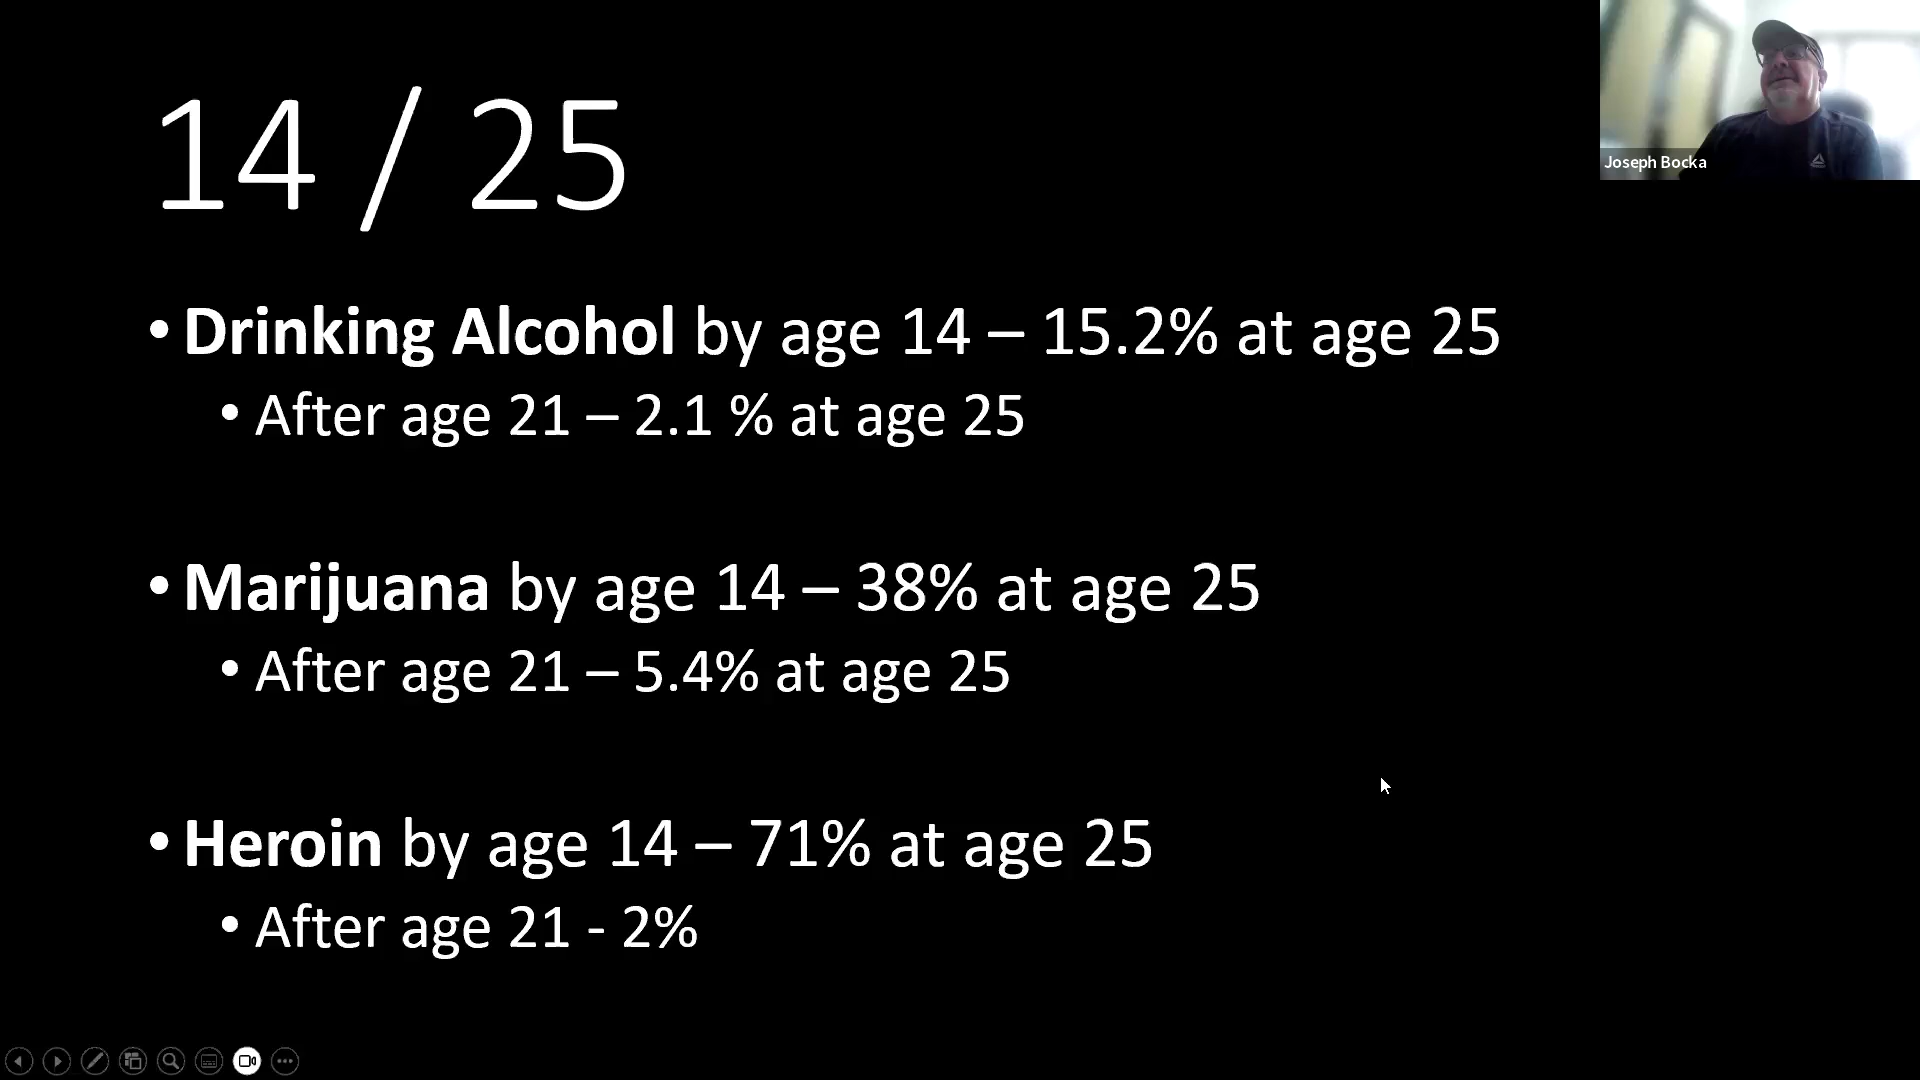 14 / 25
Joseph Bocka
• Drinking Alcohol by age 14 – 15.2% at age 25
• After age 21 – 2.1 % at age 25
• Marijuana by age 14 – 38% at age 25
• After age 21 – 5.4% at age 25
• Heroin by age 14 – 71% at age 25
• After age 21 - 2%